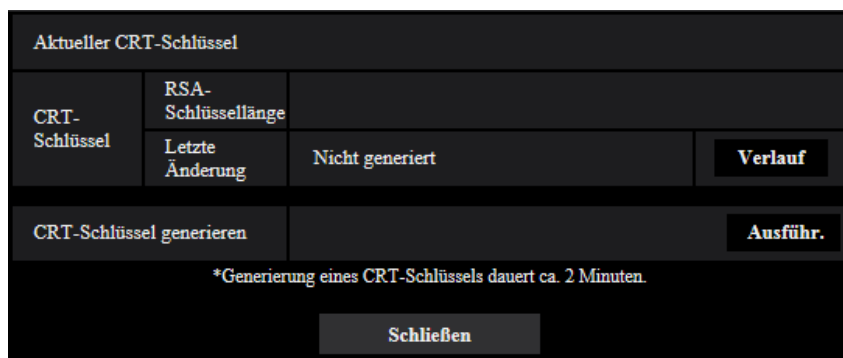 Aktueller CRT-Schlüssel
CRT-
Schlüssel
RSA-
Schlüssellänge
Letzte
Änderung
Nicht generiert
Verlauf
CRT-Schlüssel generieren
Ausführ.
*Generierung eines CRT-Schlüssels dauert ca. 2 Minuten.
Schließen